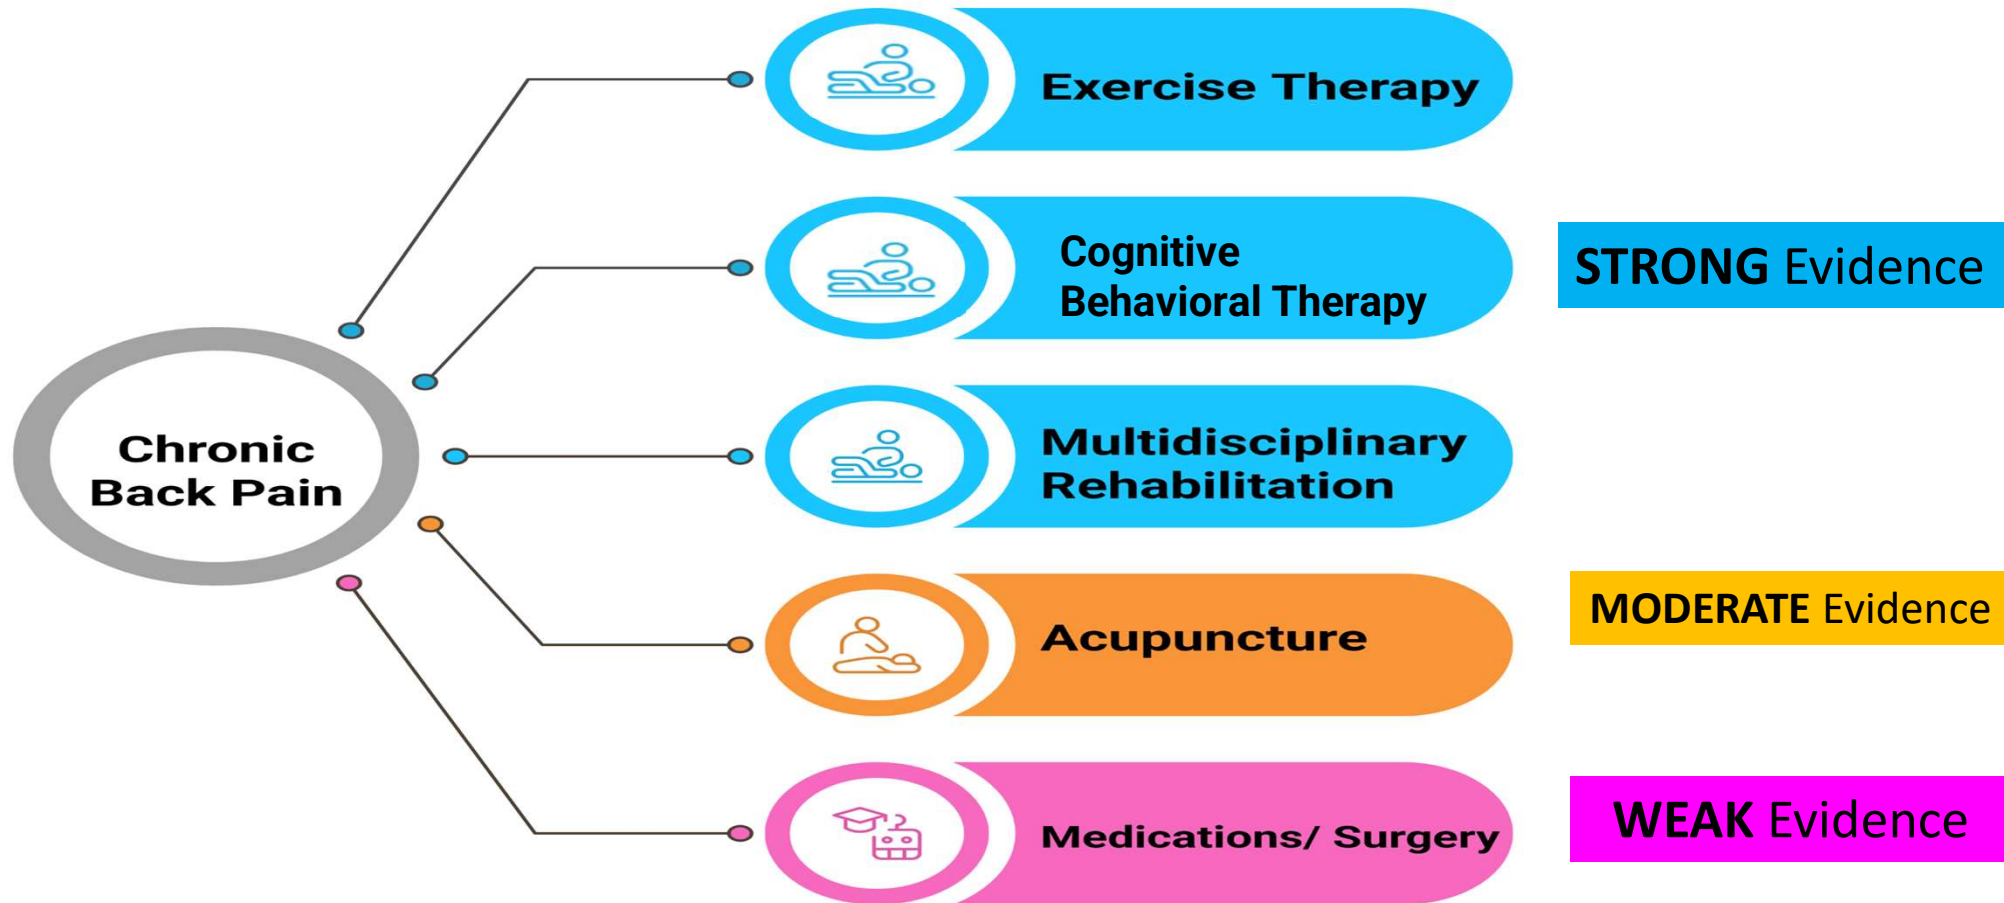 Exercise Therapy
Cognitive
Behavioral Therapy
STRONG Evidence
Chronic
Back Pain
Multidisciplinary
Rehabilitation
Acupuncture
MODERATE Evidence
Medications/ Surgery
WEAK Evidence